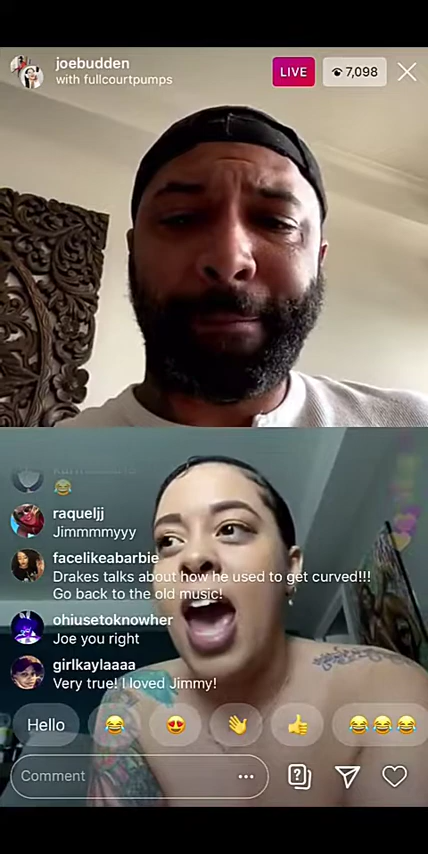 joebudden
with fullcourtpumps
LIVE
7,098
raqueljj
Jimmmmyyy
facelikeabarbie
Drakes talks about how he used to get curved!!!
Go back to the old music!
ohiusetoknowher
Joe you right
girlkaylaaaa
Very true! I loved Jimmy!
Hello
Comment